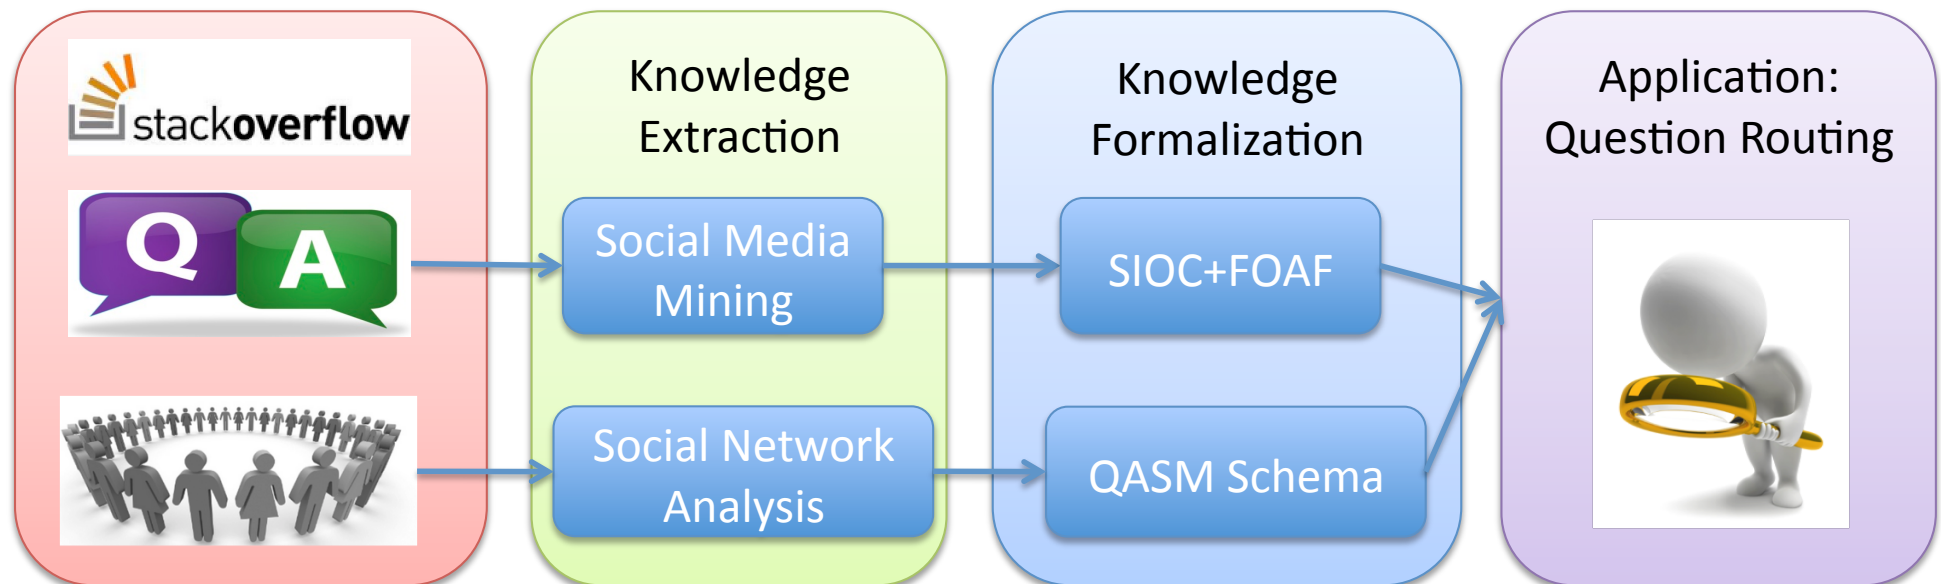 stackoverflow
Q A
Knowledge
Extraction
Social Media
Mining
Social Network
Analysis
Knowledge
Formalization
SIOC+FOAF
QASM Schema
Application:
Question Routing